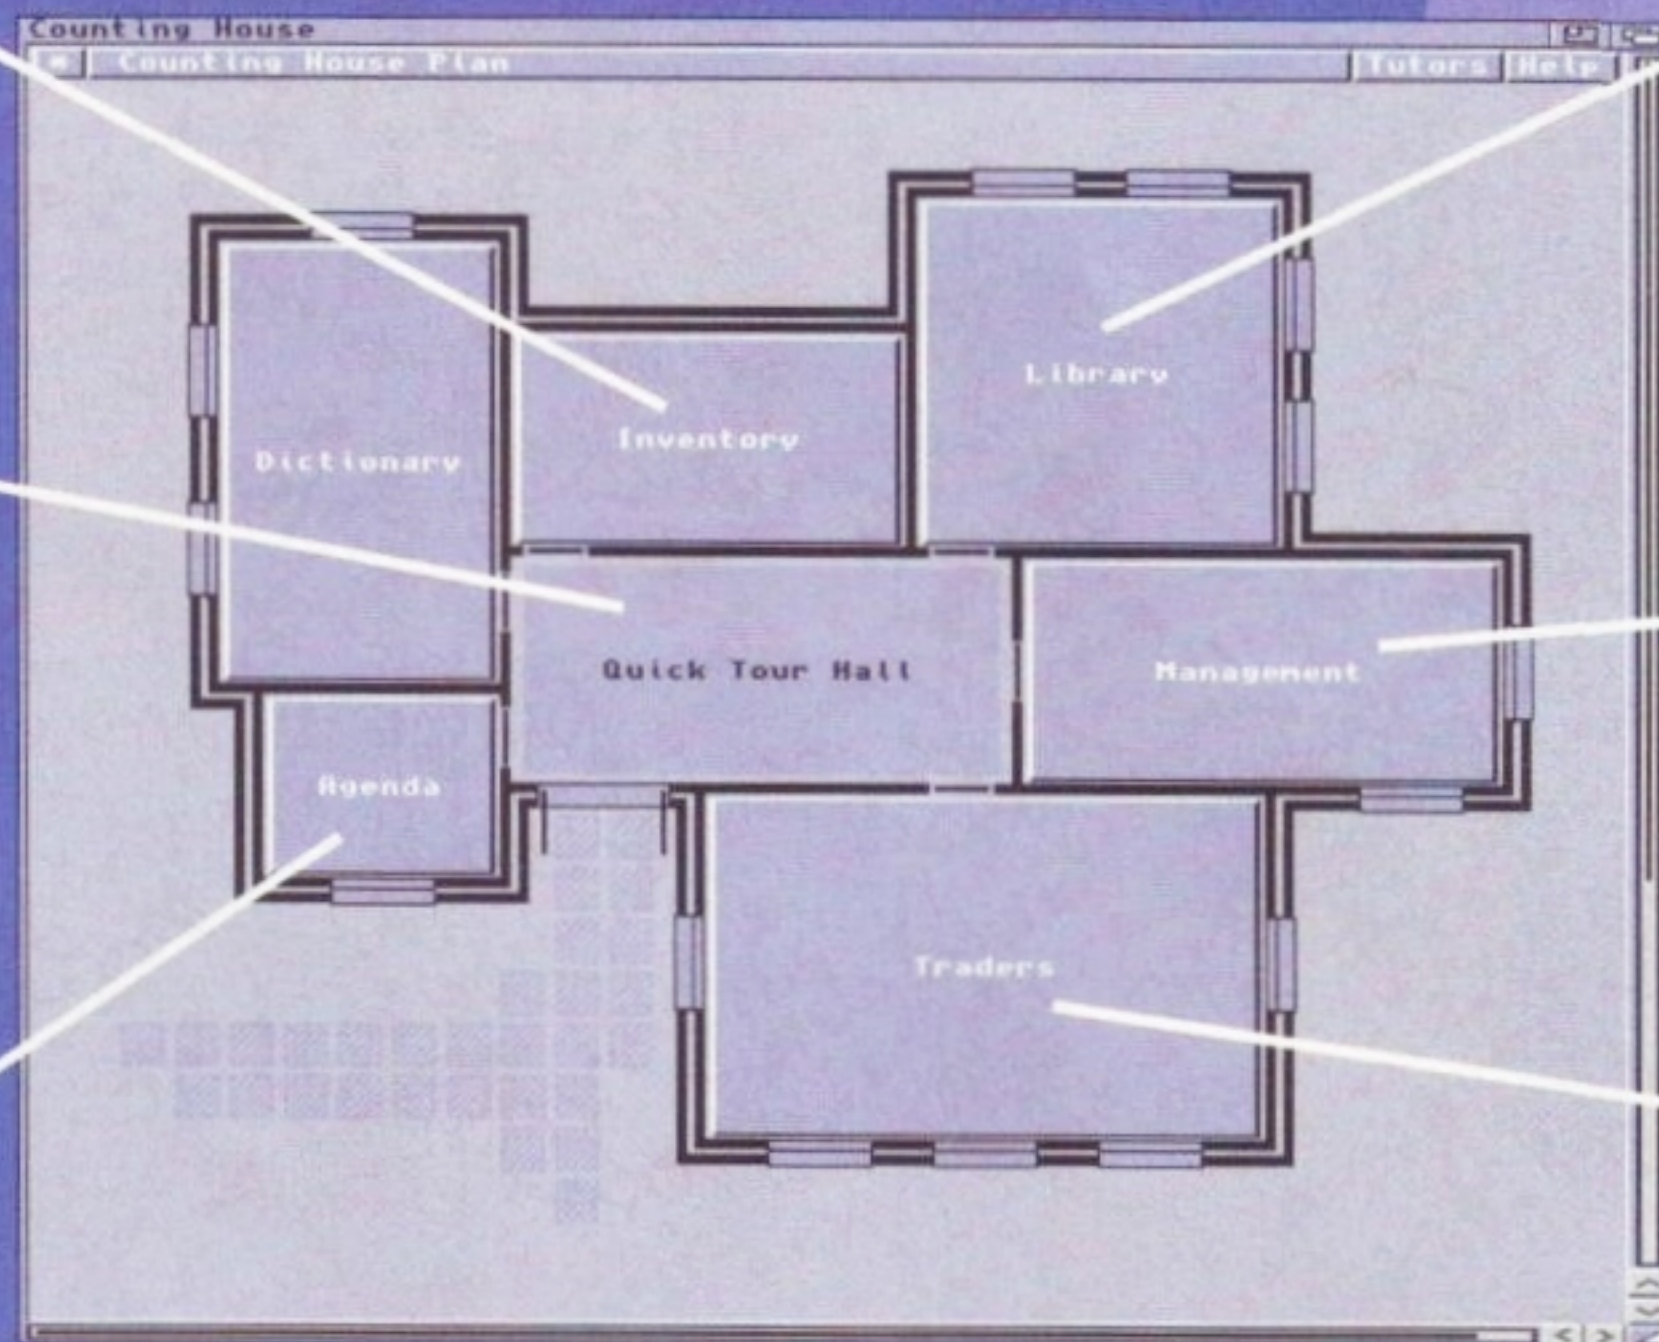 Counting House
Counting House Plan
Tutors Help
Library
Inventory
Dictionary
Quick Tour Hall
Management
Agenda
Traders